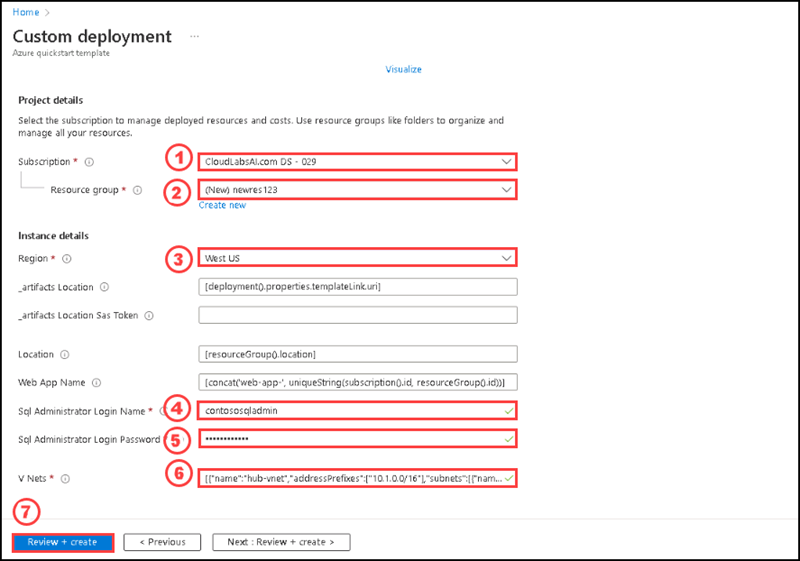 Home >
Custom deployment ...
Azure quickstart template
Visualize
Project details
Select the subscription to manage deployed resources and costs. Use resource groups like folders to organize and
manage all your resources.
Subscription * 1 CloudLabsAI.com DS - 029
Resource group * 2 (New) newres123
Create new
Instance details
Region * 3 West US
_artifacts Location [deployment().properties.templateLink.uri]
_artifacts Location Sas Token
Location [resourceGroup().location]
Web App Name [concat('web-app-', uniqueString(subscription().id, resourceGroup().id))]
Sql Administrator Login Name * 4 contososqladmin
Sql Administrator Login Password 5 ••••••••••••
V Nets * 6 [{"name":"hub-vnet","addressPrefixes":["10.1.0.0/16"],"subnets":[{"nam...
7
Review + create
< Previous
Next : Review + create >